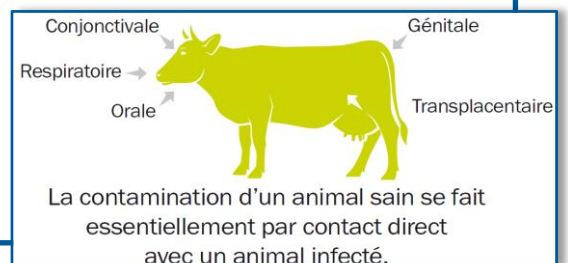 Conjonctivale
Génitale
Respiratoire
Orale
Transplacentaire
La contamination d'un animal sain se fait
essentiellement par contact direct
avec un animal infecté.